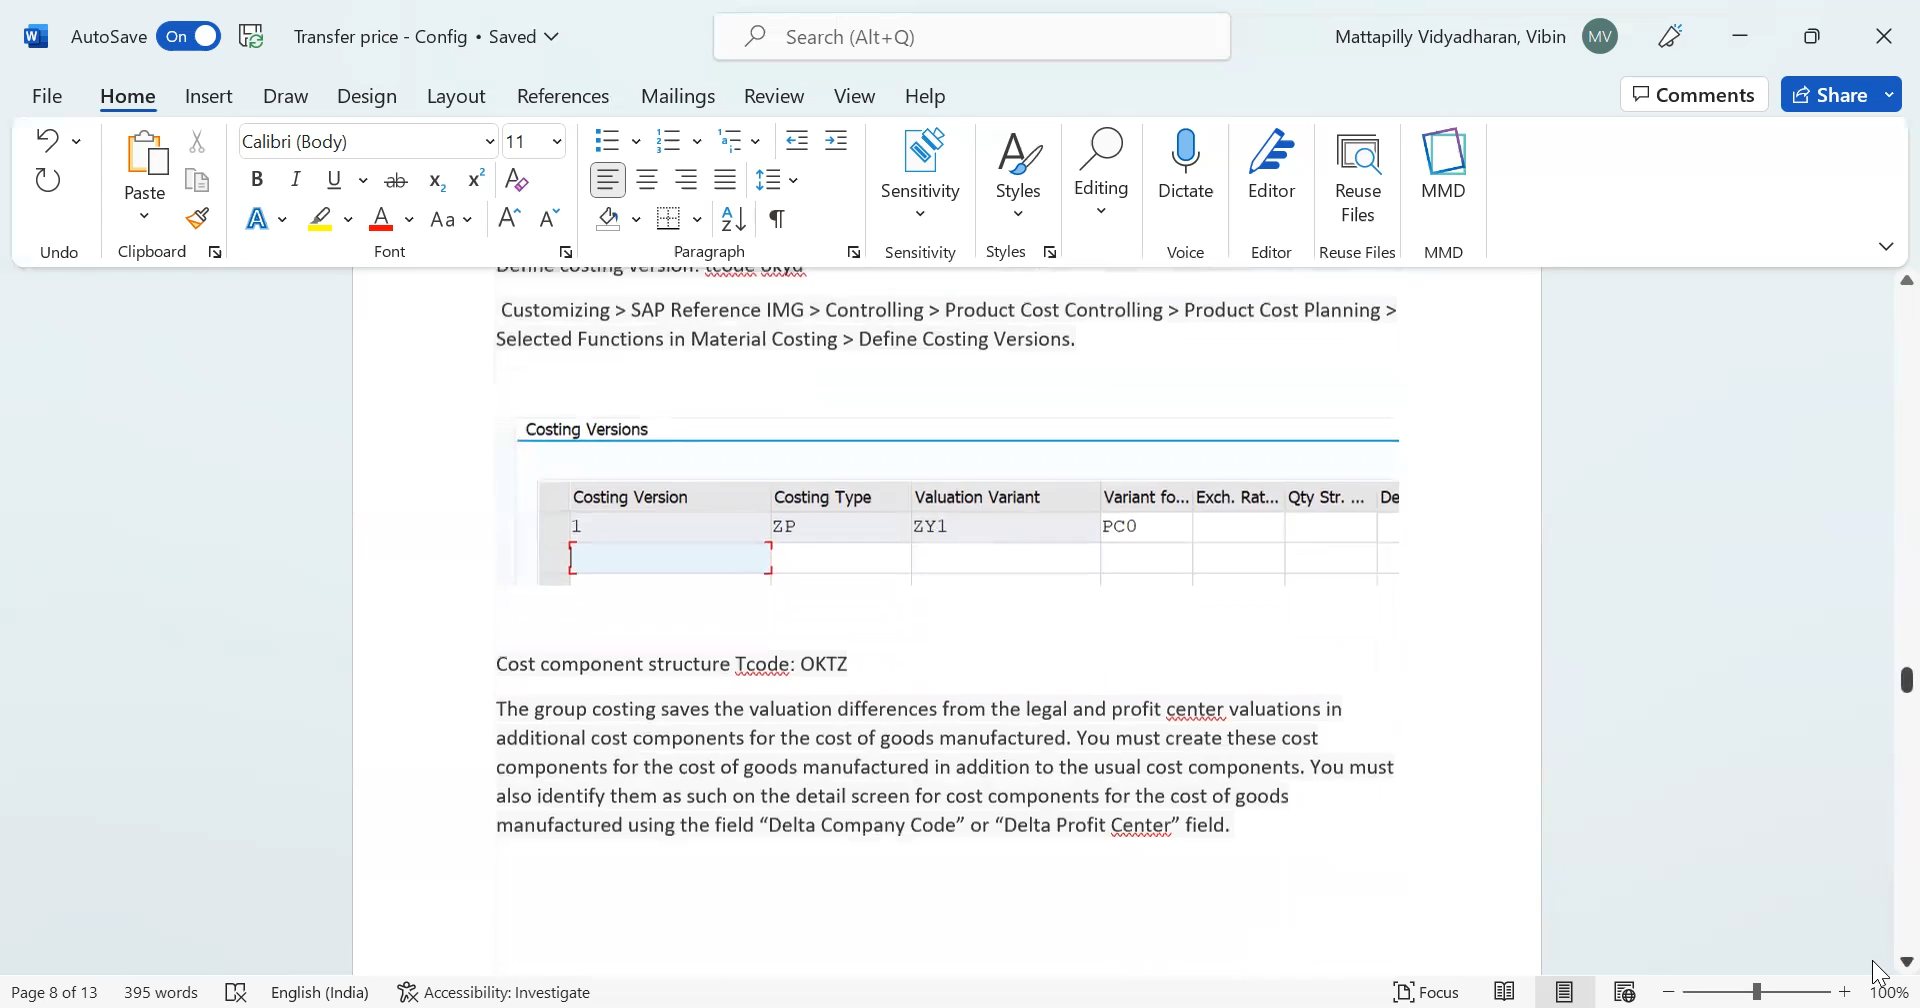 AutoSave On Transfer price - Config • Saved Search (Alt+Q) Mattapilly Vidyadharan, Vibin MV
File Home Insert Draw Design Layout References Mailings Review View Help Comments Share
Calibri (Body) 11
Paste Sensitivity Styles Editing Dictate Editor Reuse Files MMD
Undo Clipboard Font Paragraph Sensitivity Styles Voice Editor Reuse Files MMD
Define costing version: tcode okyd
Customizing > SAP Reference IMG > Controlling > Product Cost Controlling > Product Cost Planning >
Selected Functions in Material Costing > Define Costing Versions.
Costing Versions
Costing Version Costing Type Valuation Variant Variant fo... Exch. Rat... Qty Str. ... De
1 ZP ZY1 PC0
Cost component structure Tcode: OKTZ
The group costing saves the valuation differences from the legal and profit center valuations in
additional cost components for the cost of goods manufactured. You must create these cost
components for the cost of goods manufactured in addition to the usual cost components. You must
also identify them as such on the detail screen for cost components for the cost of goods
manufactured using the field “Delta Company Code” or “Delta Profit Center” field.
Page 8 of 13 395 words English (India) Accessibility: Investigate Focus 100%